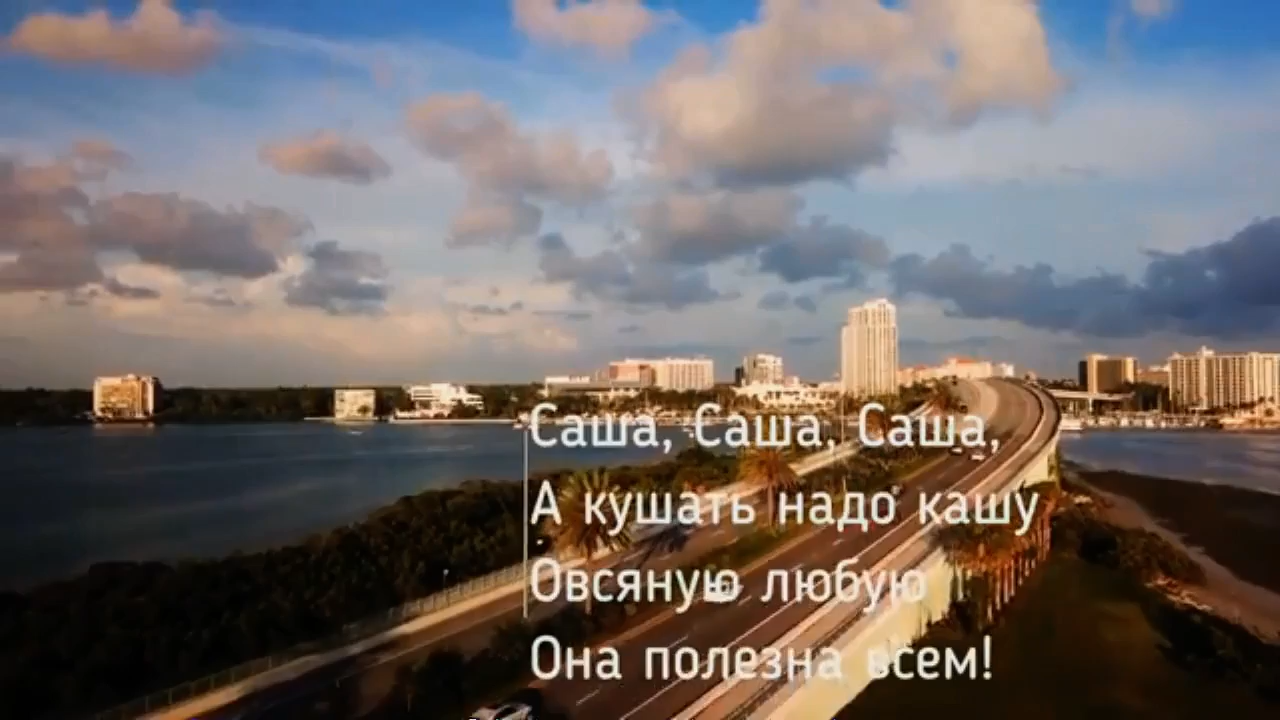 Саша, Саша, Саша,
А кушать надо кашу
Овсяную любую
Она полезна всем!